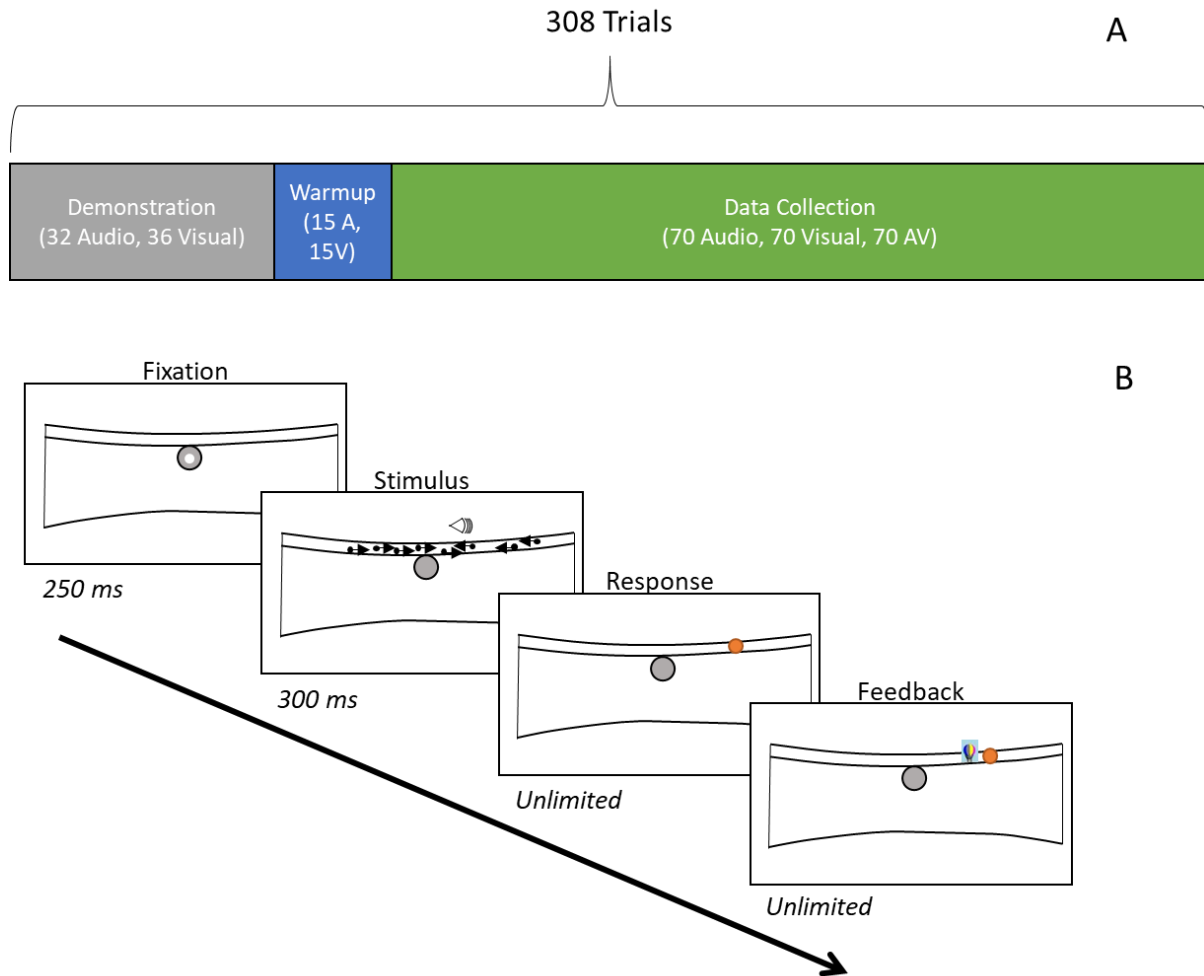 308 Trials
A
Demonstration
(32 Audio, 36 Visual)
Warmup
(15 A,
15V)
Data Collection
(70 Audio, 70 Visual, 70 AV)
B
Fixation
250 ms
Stimulus
300 ms
Response
Unlimited
Feedback
Unlimited